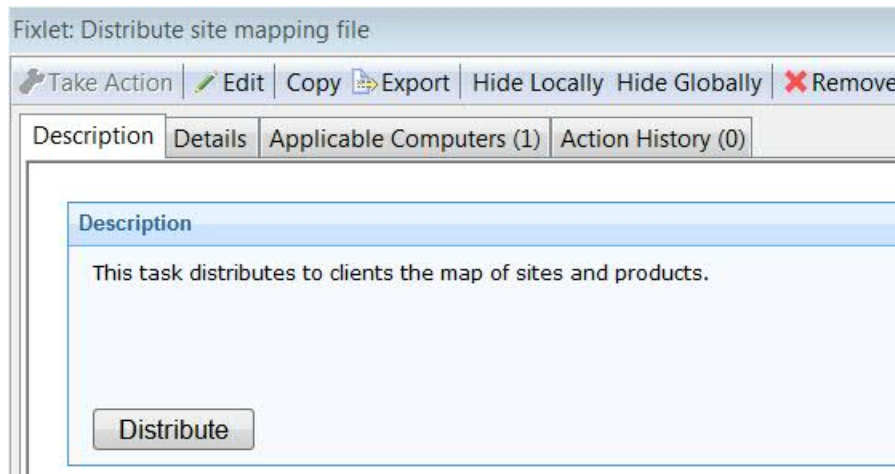 Fixlet: Distribute site mapping file
Take Action Edit Copy Export Hide Locally Hide Globally Remove
Description Details Applicable Computers (1) Action History (0)
Description
This task distributes to clients the map of sites and products.
Distribute